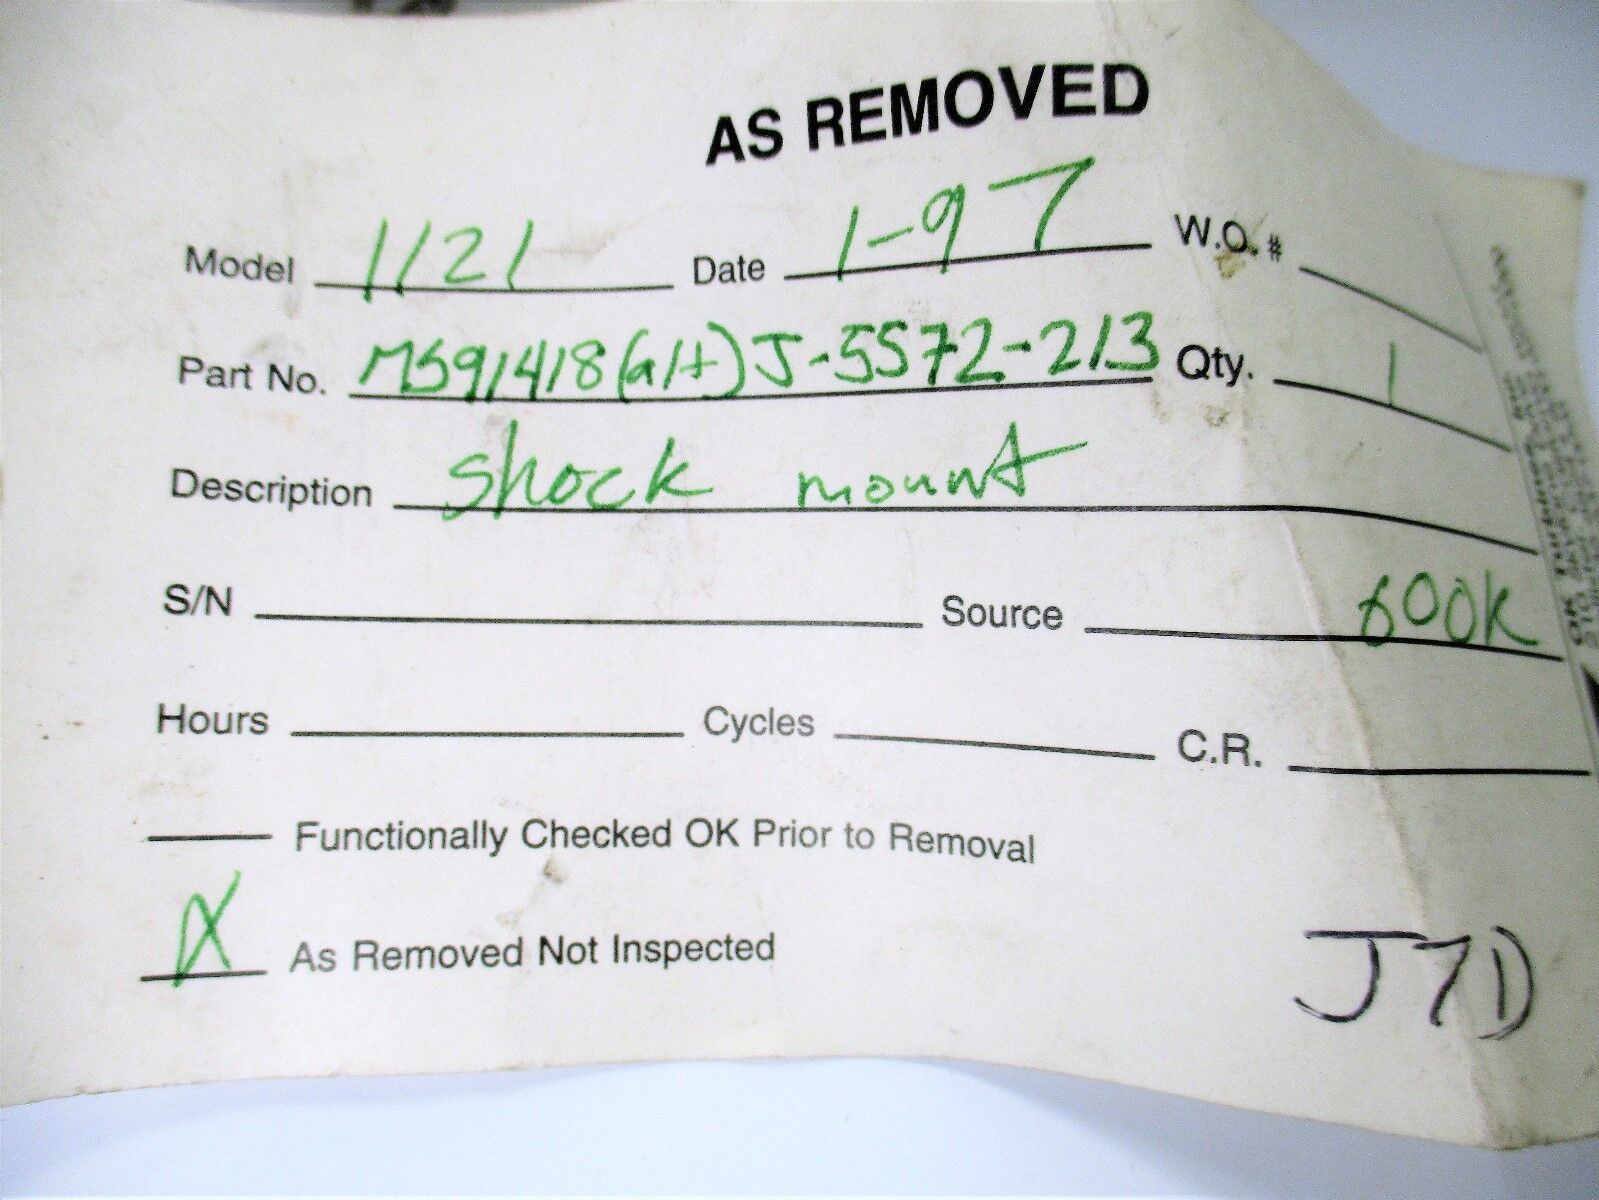 AS REMOVED
Model 1121 Date 1-97 W.O. #
Part No. MS91418(alt) J-5572-213 Qty. 1
Description shock mount
S/N Source 600K
Hours Cycles C.R.
Functionally Checked OK Prior to Removal
X As Removed Not Inspected
J7D